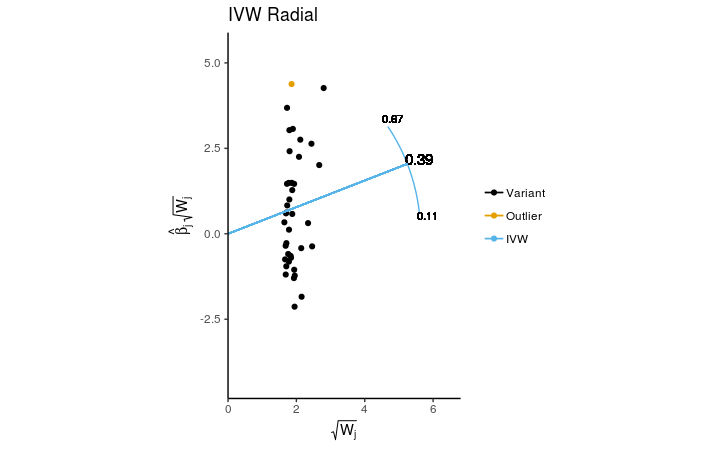 IVW Radial
5.0
2.5
0.0
-2.5
β̂j√Wj
0.67
0.39
0.11
0 2 4 6
√Wj
Variant
Outlier
IVW